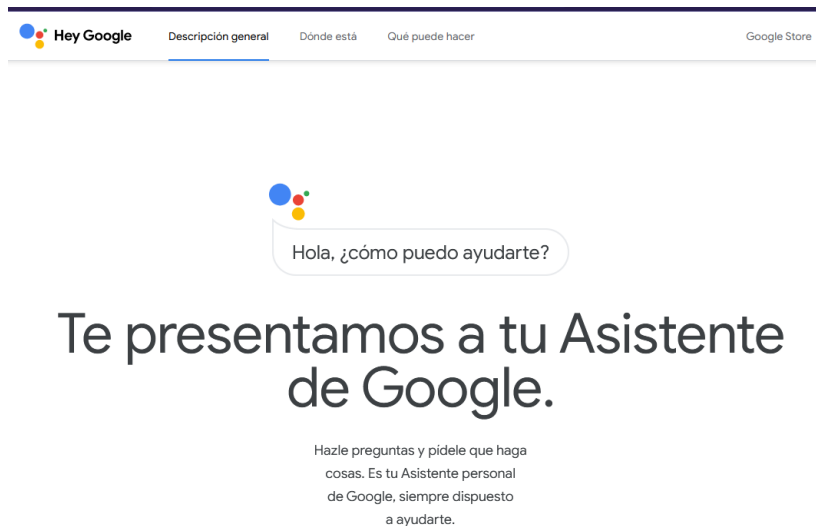 Hey Google
Descripción general
Dónde está
Qué puede hacer
Google Store
Hola, ¿cómo puedo ayudarte?
Te presentamos a tu Asistente
de Google.
Hazle preguntas y pídele que haga
cosas. Es tu Asistente personal
de Google, siempre dispuesto
a ayudarte.